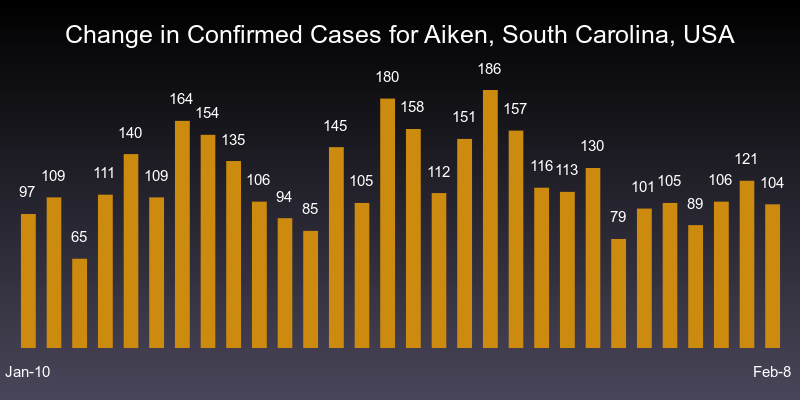 Change in Confirmed Cases for Aiken, South Carolina, USA
97 109 65 111 140 109 164 154 135 106 94 85 145 105 180 158 112 151 186 157 116 113 130 79 101 105 89 106 121 104
Jan-10 Feb-8